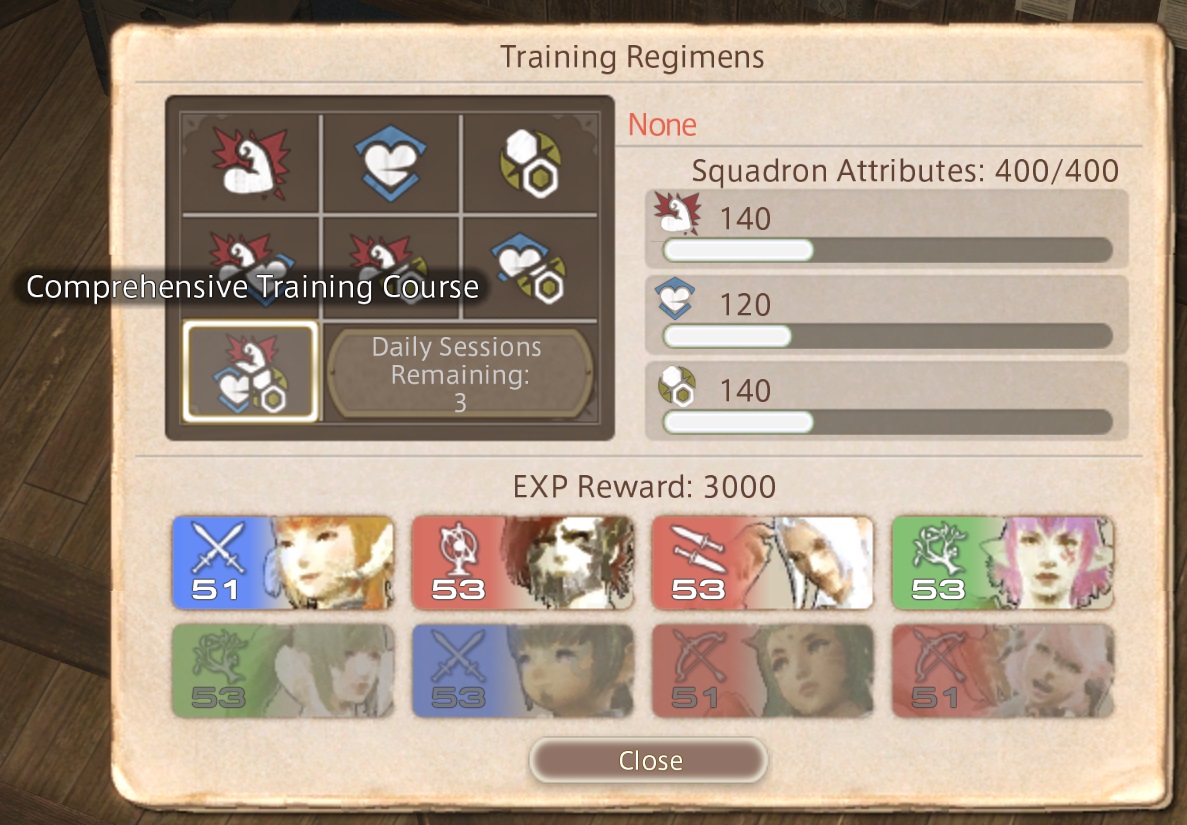 Training Regimens
None
Squadron Attributes: 400/400
140
120
140
Comprehensive Training Course
Daily Sessions
Remaining:
3
EXP Reward: 3000
51
53
53
53
53
53
51
51
Close